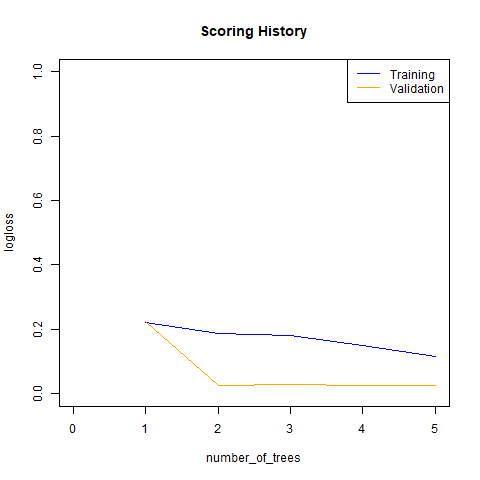 Scoring History
Training
Validation
logloss
1.0
0.8
0.6
0.4
0.2
0.0
0 1 2 3 4 5
number_of_trees